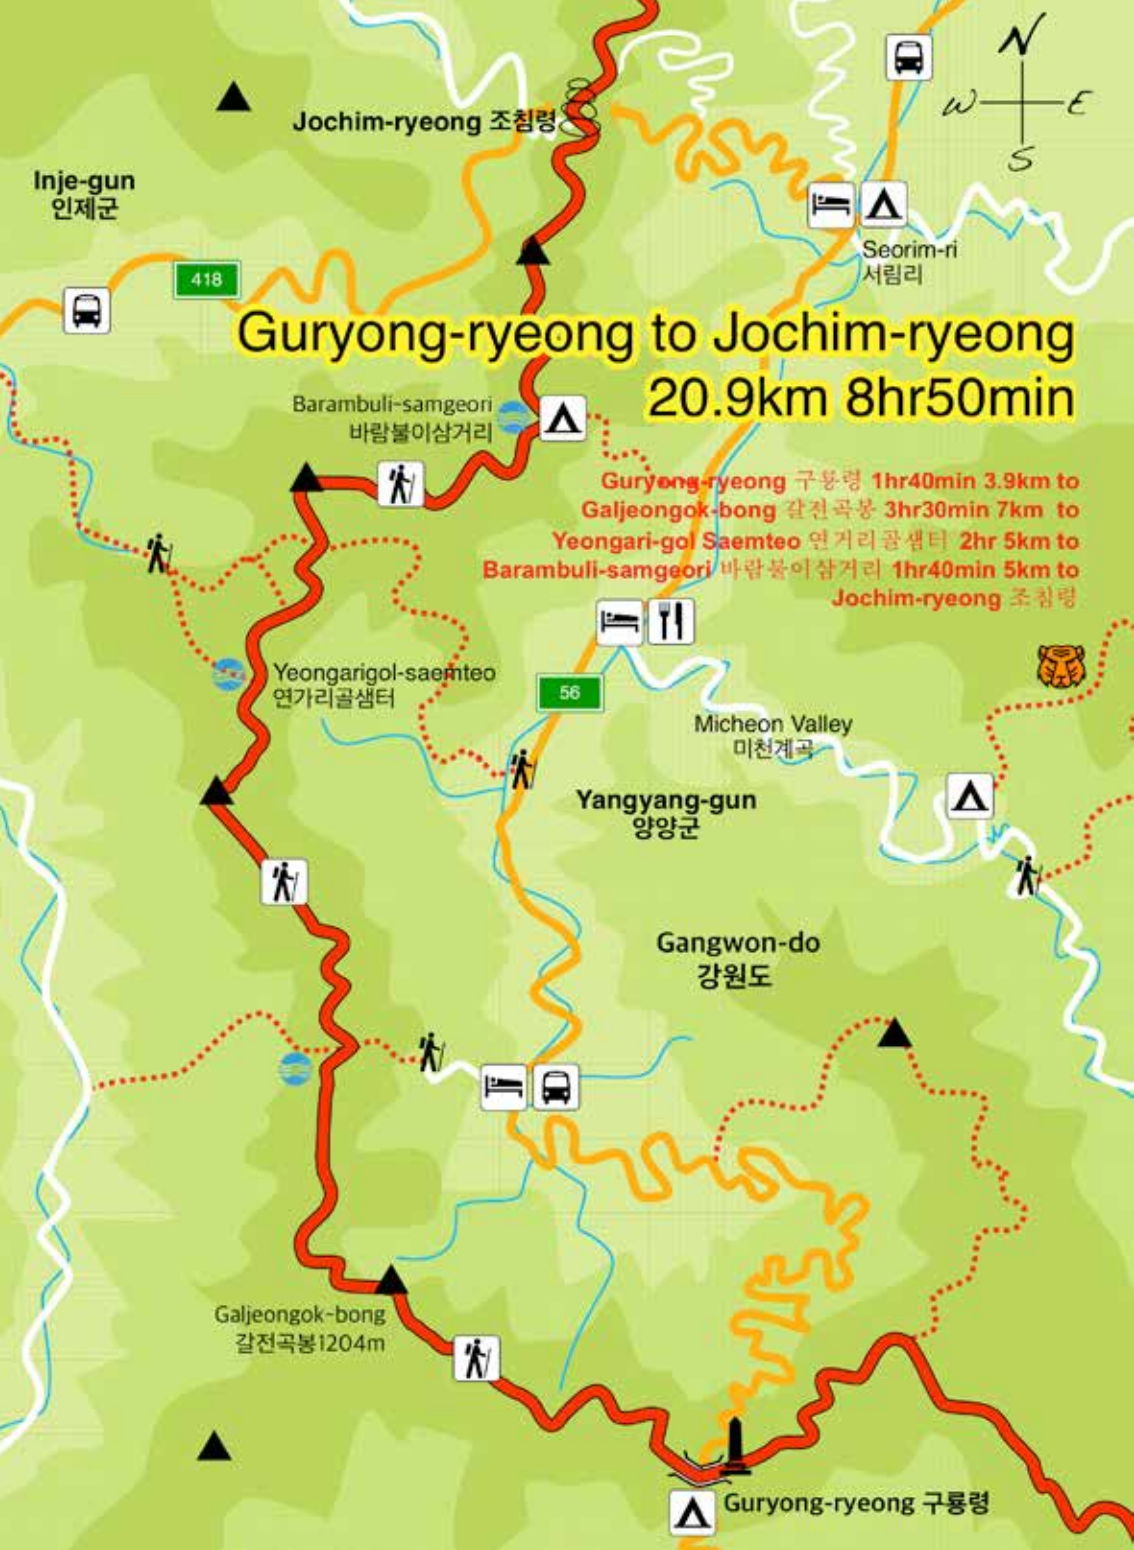 N
W E
S
Jochim-ryeong 조침령
Inje-gun
인제군
Seorim-ri
서림리
418
Guryong-ryeong to Jochim-ryeong
20.9km 8hr50min
Barambuli-samgeori
바람불이삼거리
Guryong-ryeong 구룡령 1hr40min 3.9km to
Galjeongok-bong 갈전곡봉 3hr30min 7km to
Yeongari-gol Saemteo 연거리골샘터 2hr 5km to
Barambuli-samgeori 바람불이삼거리 1hr40min 5km to
Jochim-ryeong 조침령
Yeongarigol-saemteo
연가리골샘터
56
Micheon Valley
미천계곡
Yangyang-gun
양양군
Gangwon-do
강원도
Galjeongok-bong
갈전곡봉1204m
Guryong-ryeong 구룡령